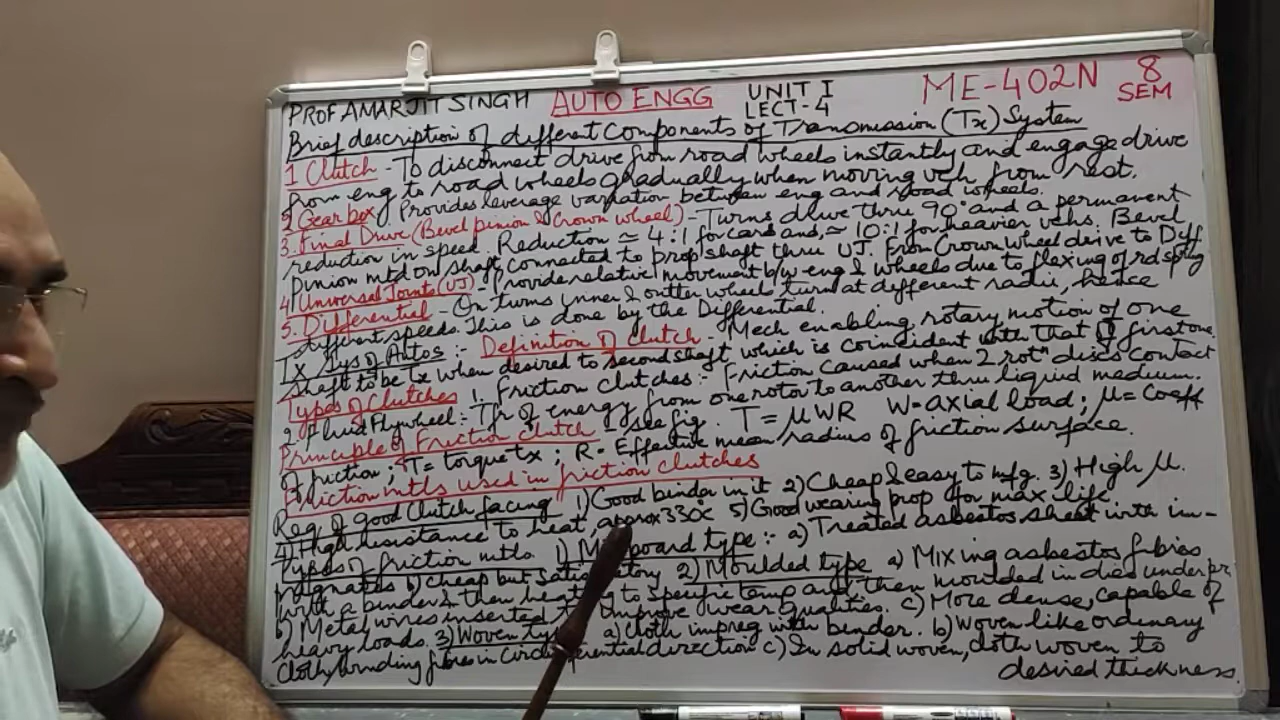 PROF AMARJIT SINGH AUTO ENGG UNIT I ME-402N 8
LECT-4 SEM
Brief description of different Components of Transmission (Tx) System
1 Clutch - To disconnect drive from road wheels instantly and engage drive
from eng to road wheels gradually when moving veh from rest.
2 Gear box. Provides leverage variation between eng and road wheels.
3. Final Drive (Bevel pinion & Crown wheel) - Turns drive thru 90° and a permanent
reduction in speed. Reduction ≃ 4:1 for cars and, ≃ 10:1 for heavier vehs. Bevel
pinion mtd on shaft, connected to prop shaft thru UJ. From Crown wheel drive to Diff
4 Universal Joints (UJ) - Provide relative movement b/w eng & wheels due to flexing of rd spring
5. Differential - On turns inner & outter wheels turn at different radii, hence
different speeds. This is done by the Differential.
Tx Sys of Autos :- Definition of Clutch - Mech enabling rotary motion of one
shaft to be tx when desired to second shaft which is coincident with that of first one.
Types of Clutches 1. Friction Clutches :- Friction caused when 2 rotn discs contact
2. Fluid Flywheel :- Tfr of energy from one rotor to another thru liquid medium.
Principle of Friction Clutch see fig. T = μWR W = axial load; μ = Coeff
of friction; T = torque tx; R = Effective mean radius of friction surface.
Friction mtls used in friction clutches
Req of good Clutch facing 1) Good binder in it 2) Cheap & easy to mfg. 3) High μ.
4) High resistance to heat, approx 330°c 5) Good wearing prop for max life
Types of friction mtls 1) board type :- a) Treated asbestos sheet with im-
pregnates b) Cheap but 2) Moulded type a) Mixing asbestos fibres
with a binder & then heating to specific temp and then moulded in dies under pr.
b) Metal wires inserted to improve wear qualities. c) More dense, capable of
heavy loads. 3) Woven a) Cloth impreg with binder. b) Woven like ordinary
cloth, fibres in direction c) In solid woven, cloth woven to
desired thickness.